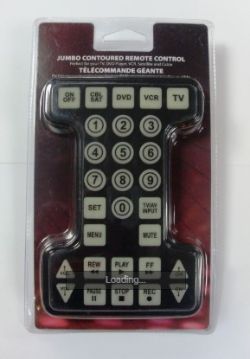 JUMBO CONTOURED REMOTE CONTROL
Perfect for your TV, DVD Player, VCR, Satellite and Cable
TÉLÉCOMMANDE GÉANTE
ON OFF
CBL SAT
DVD
VCR
TV
1 2 3
4 5 6
7 8 9
SET 0 TV/AV INPUT
MENU MUTE
REW PLAY FF
Loading...
PAUSE STOP REC